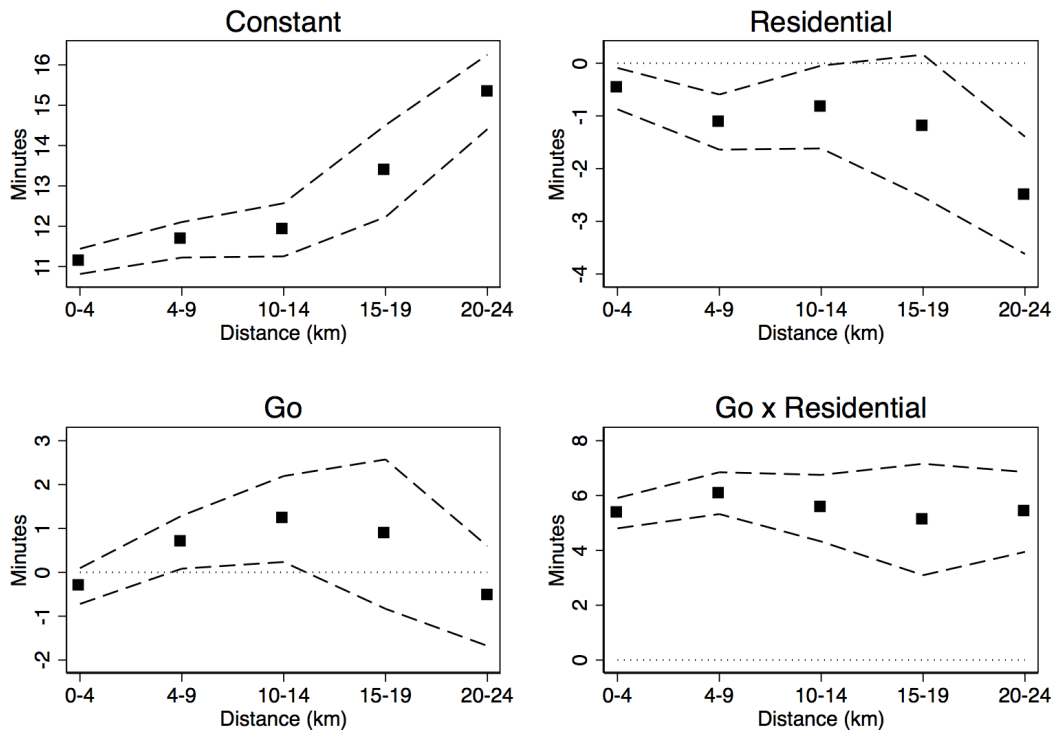 Constant
Minutes
16
15
14
13
12
11
0-4 4-9 10-14 15-19 20-24
Distance (km)
Residential
Minutes
0
-1
-2
-3
-4
0-4 4-9 10-14 15-19 20-24
Distance (km)
Go
Minutes
3
2
1
0
-1
-2
0-4 4-9 10-14 15-19 20-24
Distance (km)
Go x Residential
Minutes
8
6
4
2
0
0-4 4-9 10-14 15-19 20-24
Distance (km)